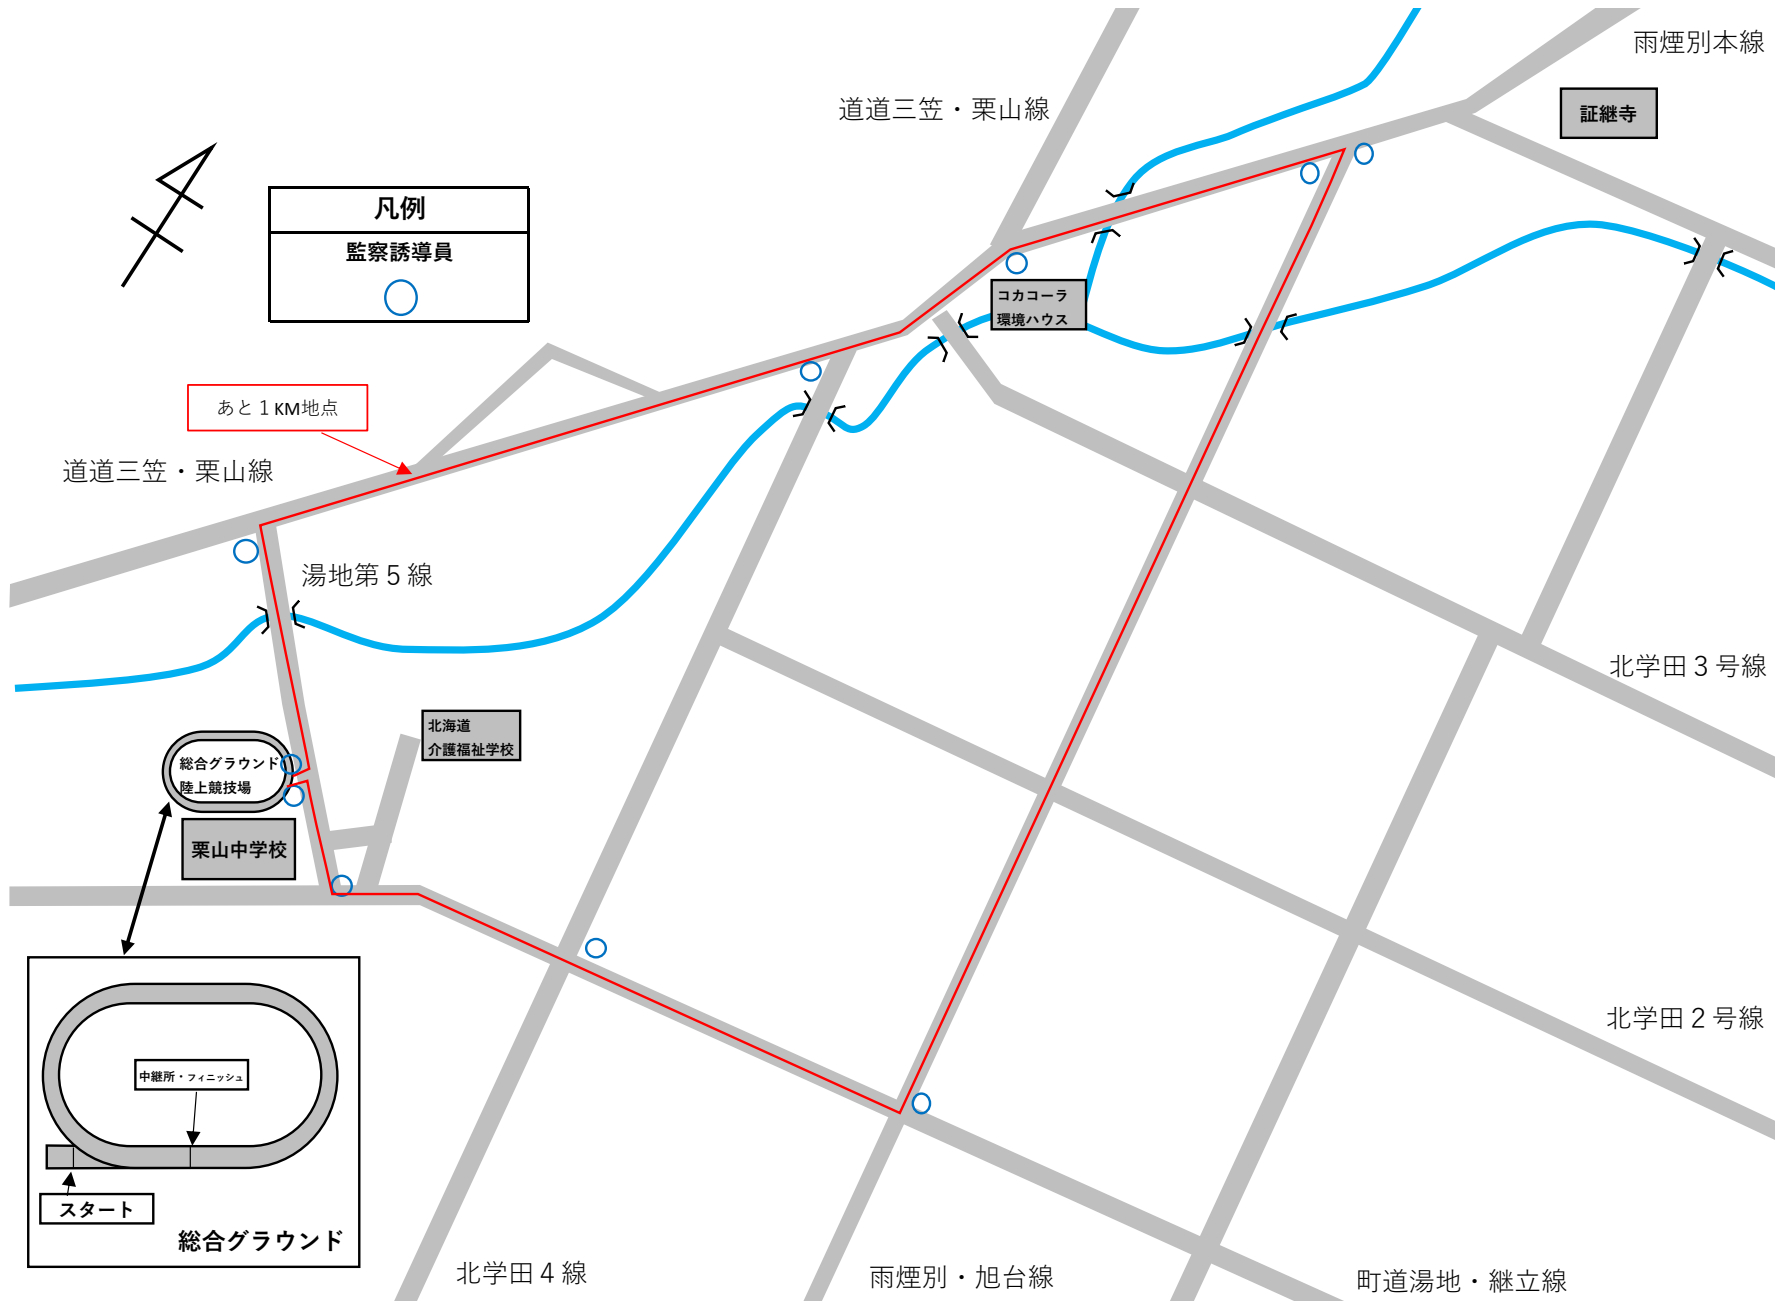 雨煙別本線
道道三笠・栗山線
証継寺
凡例
監察誘導員
コカコーラ
環境ハウス
あと1KM地点
道道三笠・栗山線
湯地第5線
北学田3号線
北海道
介護福祉学校
総合グラウンド
陸上競技場
栗山中学校
北学田2号線
中継所・フィニッシュ
スタート
総合グラウンド
北学田4線
雨煙別・旭台線
町道湯地・継立線